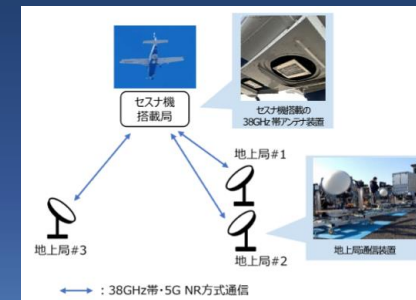 セスナ機
搭載局
セスナ機搭載の
38GHz帯アンテナ装置
地上局#1
地上局#3
地上局#2
地上局通信装置
：38GHz帯・5G NR方式通信